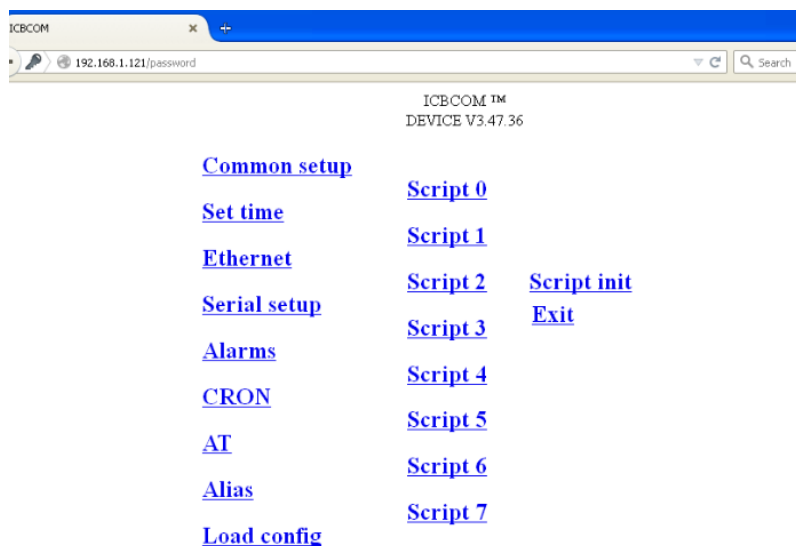 ICBCOM
192.168.1.121/password
Search
ICBCOM ™
DEVICE V3.47.36
Common setup
Set time
Ethernet
Serial setup
Alarms
CRON
AT
Alias
Load config
Script 0
Script 1
Script 2
Script 3
Script 4
Script 5
Script 6
Script 7
Script init
Exit